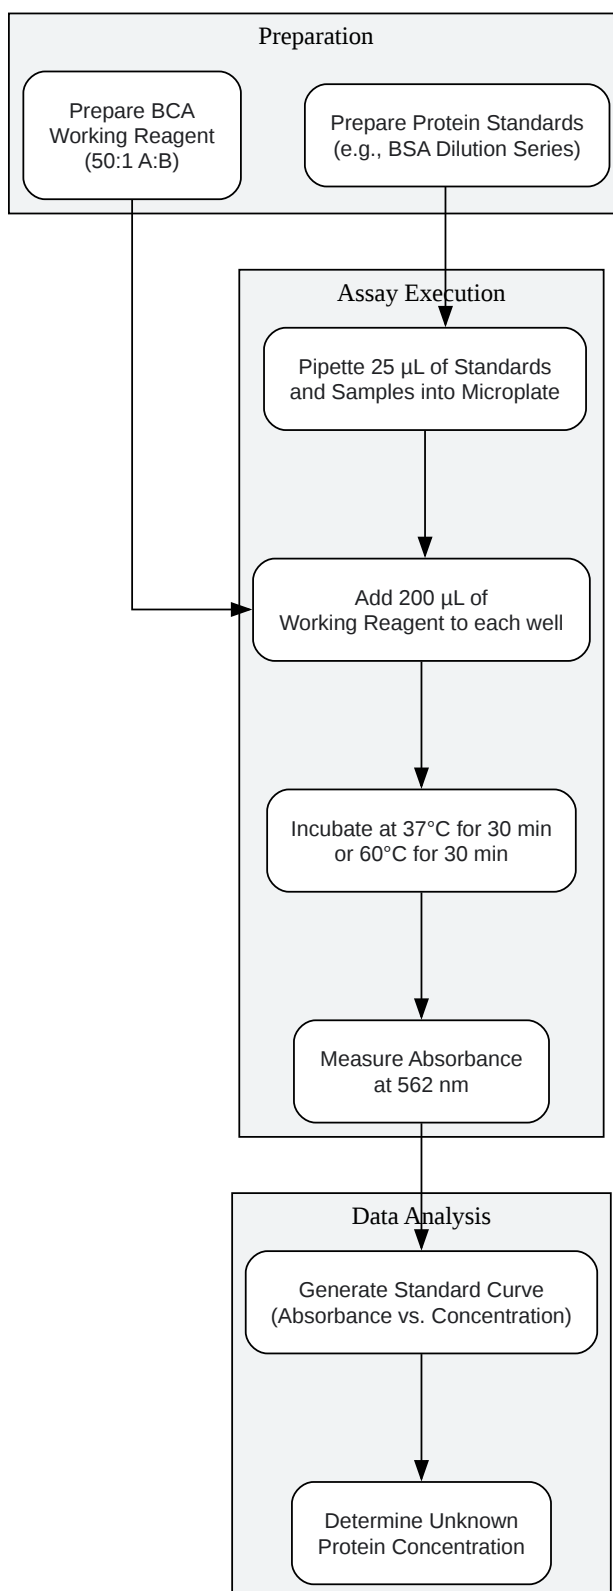 Preparation
Prepare BCA
Working Reagent
(50:1 A:B)
Prepare Protein Standards
(e.g., BSA Dilution Series)
Assay Execution
Pipette 25 µL of Standards
and Samples into Microplate
Add 200 µL of
Working Reagent to each well
Incubate at 37°C for 30 min
or 60°C for 30 min
Measure Absorbance
at 562 nm
Data Analysis
Generate Standard Curve
(Absorbance vs. Concentration)
Determine Unknown
Protein Concentration